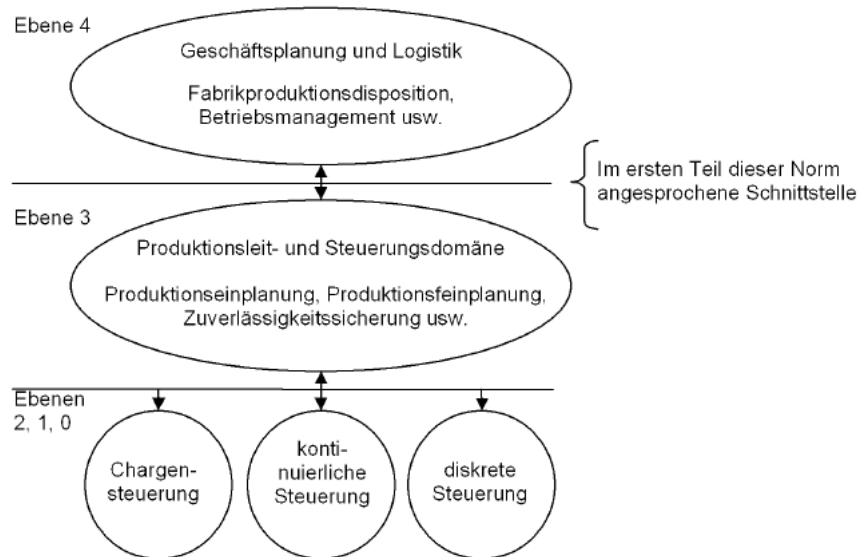 Ebene 4
Geschäftsplanung und Logistik
Fabrikproduktionsdisposition,
Betriebsmanagement usw.
Im ersten Teil dieser Norm
angesprochene Schnittstelle
Ebene 3
Produktionsleit- und Steuerungsdomäne
Produktionseinplanung, Produktionsfeinplanung,
Zuverlässigkeitssicherung usw.
Ebenen
2, 1, 0
Chargen-
steuerung
konti-
nuierliche
Steuerung
diskrete
Steuerung